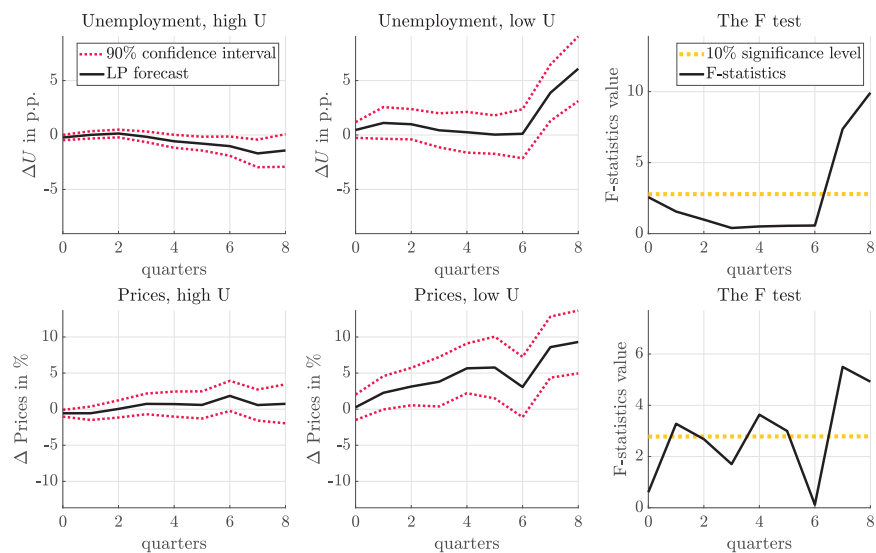 Unemployment, high U
90% confidence interval
LP forecast
5
0
-5
ΔU in p.p.
0 2 4 6 8
quarters
Unemployment, low U
5
0
-5
ΔU in p.p.
0 2 4 6 8
quarters
The F test
10% significance level
F-statistics
10
5
0
F-statistics value
0 2 4 6 8
quarters
Prices, high U
10
5
0
-5
-10
Δ Prices in %
0 2 4 6 8
quarters
Prices, low U
10
5
0
-5
-10
Δ Prices in %
0 2 4 6 8
quarters
The F test
6
4
2
0
F-statistics value
0 2 4 6 8
quarters